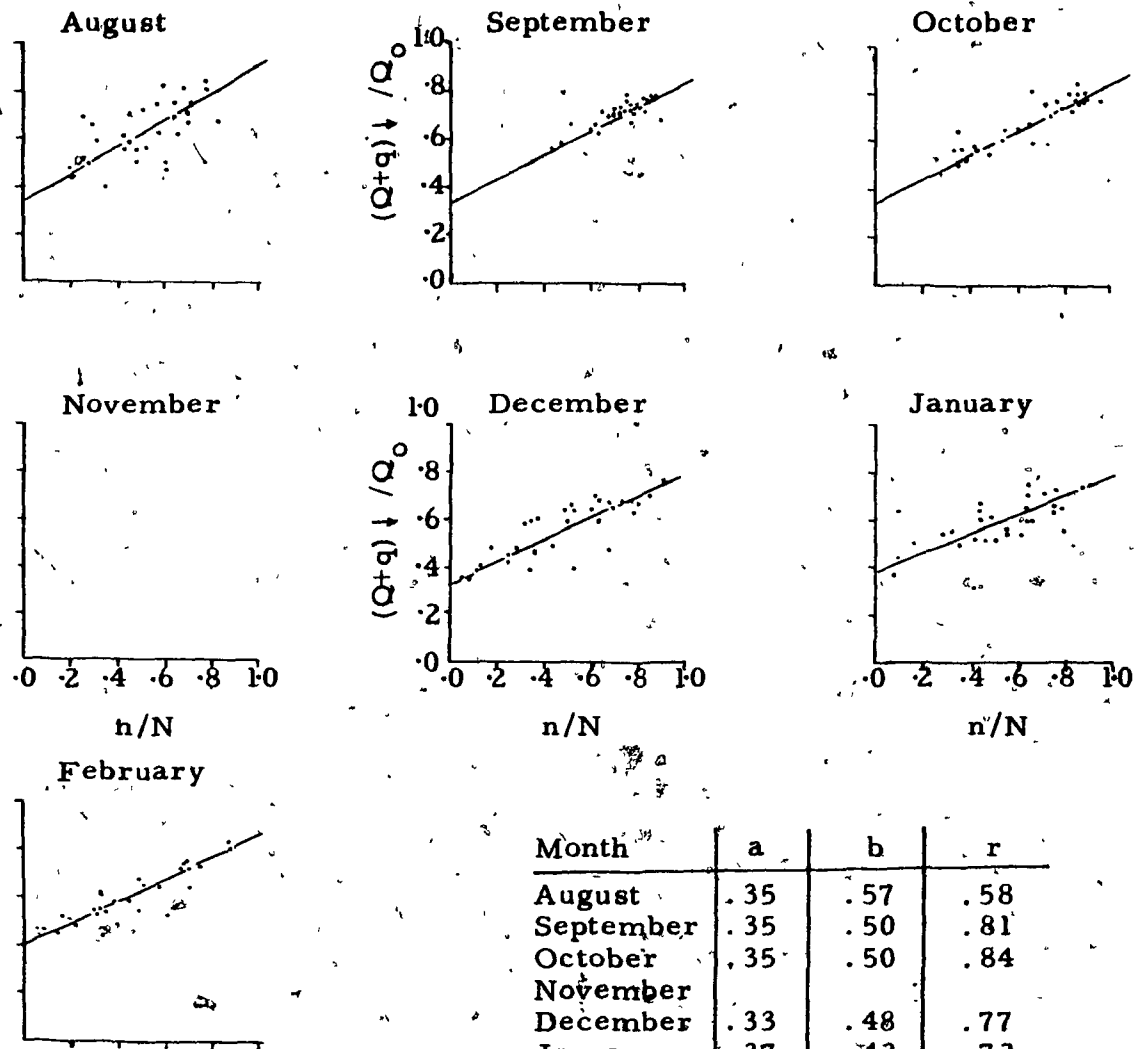 August
September
October
1.0
.8
.6
.4
.2
.0
(Q+q)↓ /Qo
November
December
January
1.0
.8
.6
.4
.2
.0
(Q+q)↓ /Qo
.0 .2 .4 .6 .8 1.0
.0 .2 .4 .6 .8 1.0
.0 .2 .4 .6 .8 1.0
n/N
n/N
n/N
February
Month a b r
August .35 .57 .58
September .35 .50 .81
October .35 .50 .84
November
December .33 .48 .77